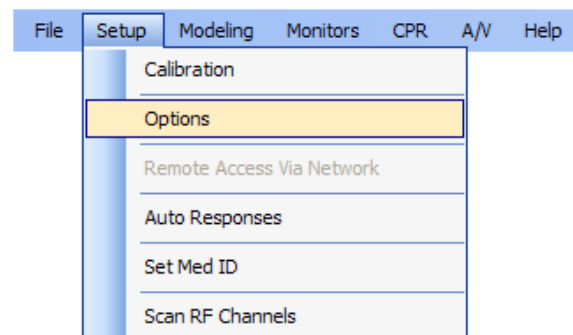 File Setup Modeling Monitors CPR A/V Help
Calibration
Options
Remote Access Via Network
Auto Responses
Set Med ID
Scan RF Channels